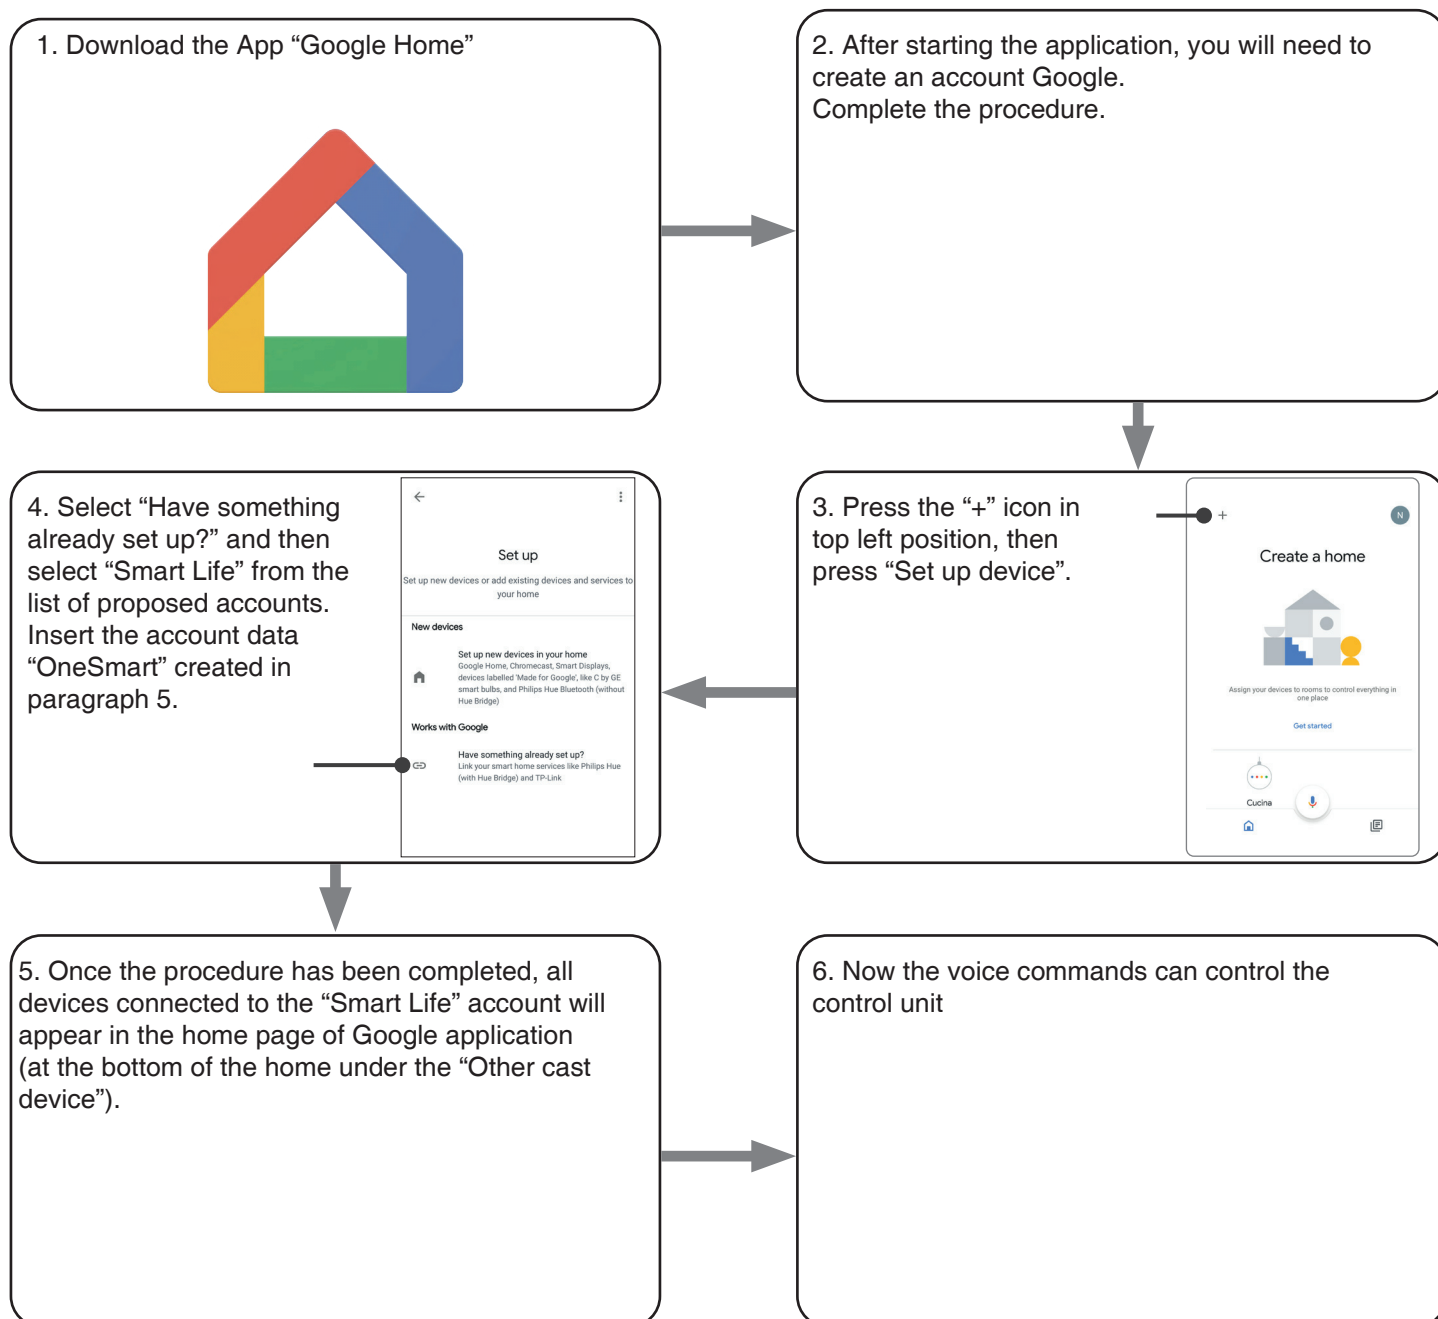 1. Download the App “Google Home”
2. After starting the application, you will need to
create an account Google.
Complete the procedure.
3. Press the “+” icon in
top left position, then
press “Set up device”.
+
N
Create a home
Assign your devices to rooms to control everything in
one place
Get started
Cucina
4. Select “Have something
already set up?” and then
select “Smart Life” from the
list of proposed accounts.
Insert the account data
“OneSmart” created in
paragraph 5.
Set up
Set up new devices or add existing devices and services to
your home
New devices
Set up new devices in your home
Google Home, Chromecast, Smart Displays,
devices labelled 'Made for Google', like C by GE
smart bulbs, and Philips Hue Bluetooth (without
Hue Bridge)
Works with Google
Have something already set up?
Link your smart home services like Philips Hue
(with Hue Bridge) and TP-Link
5. Once the procedure has been completed, all
devices connected to the “Smart Life” account will
appear in the home page of Google application
(at the bottom of the home under the “Other cast
device”).
6. Now the voice commands can control the
control unit